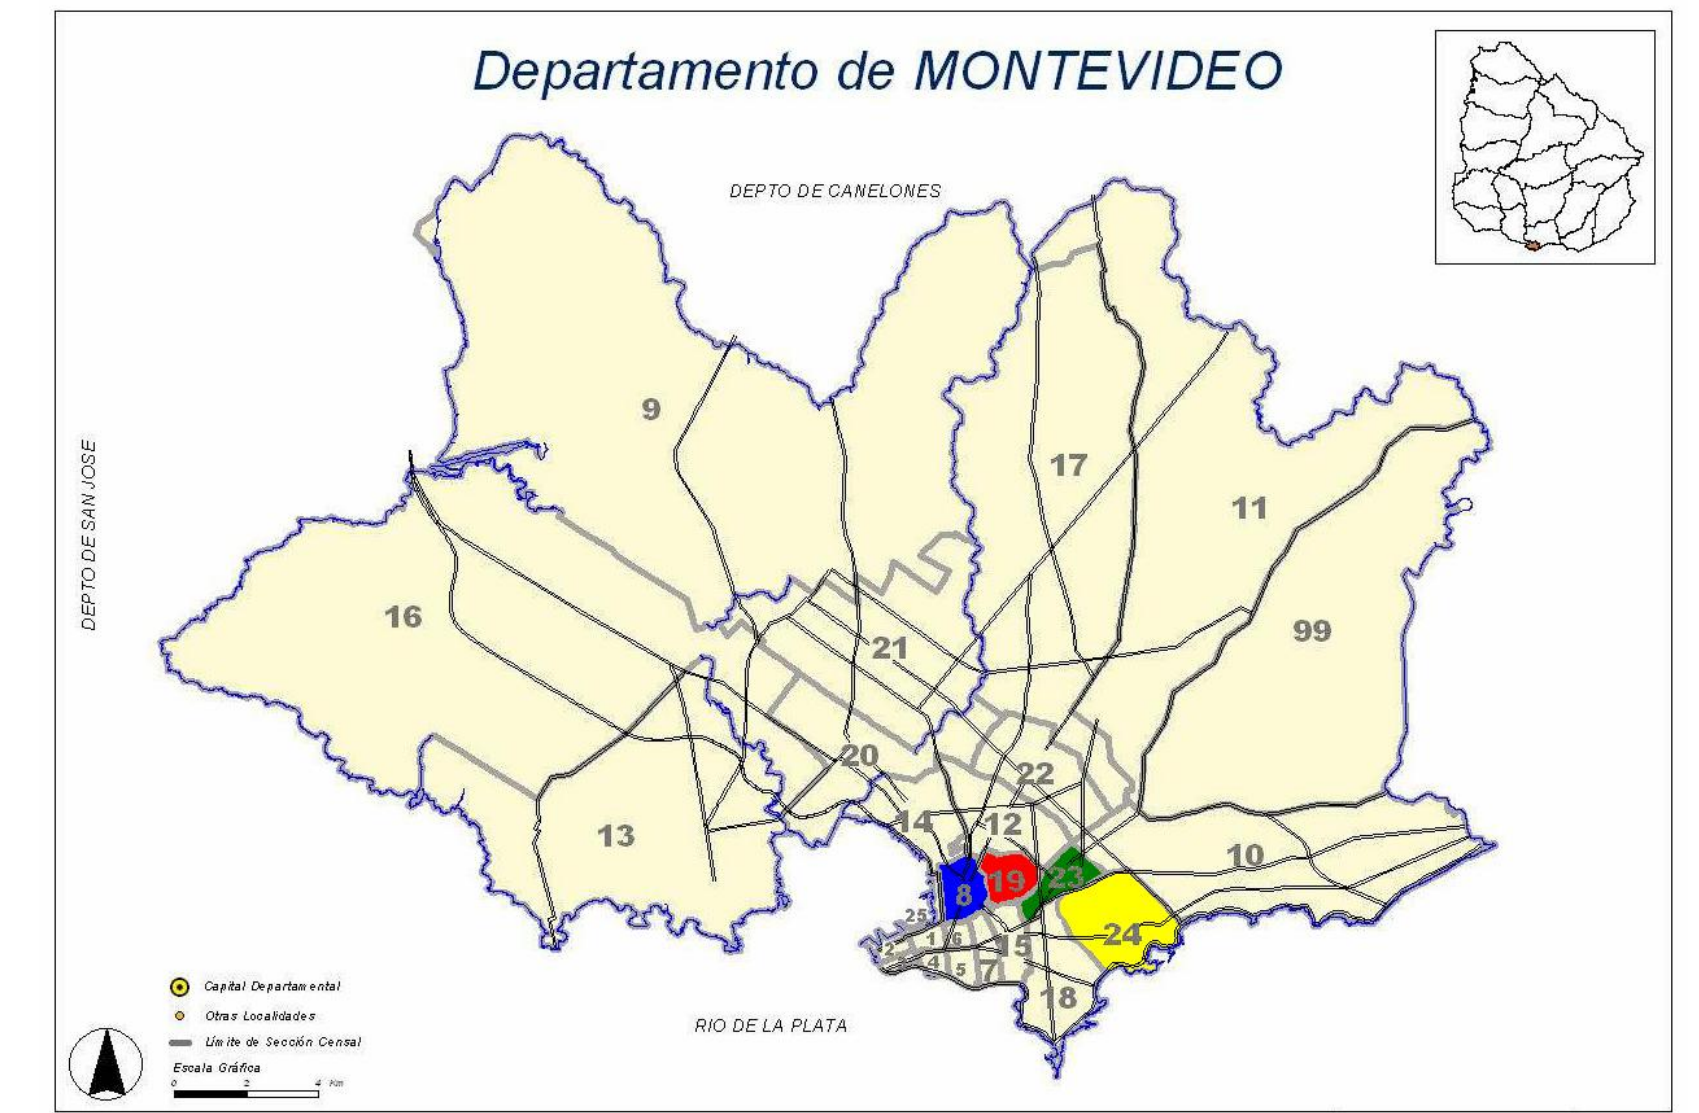 Departamento de MONTEVIDEO
DEPTO DE CANELONES
DEPTO DE SAN JOSE
9
17
11
16
99
21
20
22
14
12
13
10
19
23
8
25
24
1
6
15
2
4
5
7
18
RIO DE LA PLATA
Capital Departamental
Otras Localidades
Límite de Sección Censal
Escala Gráfica
0 2 4 Km